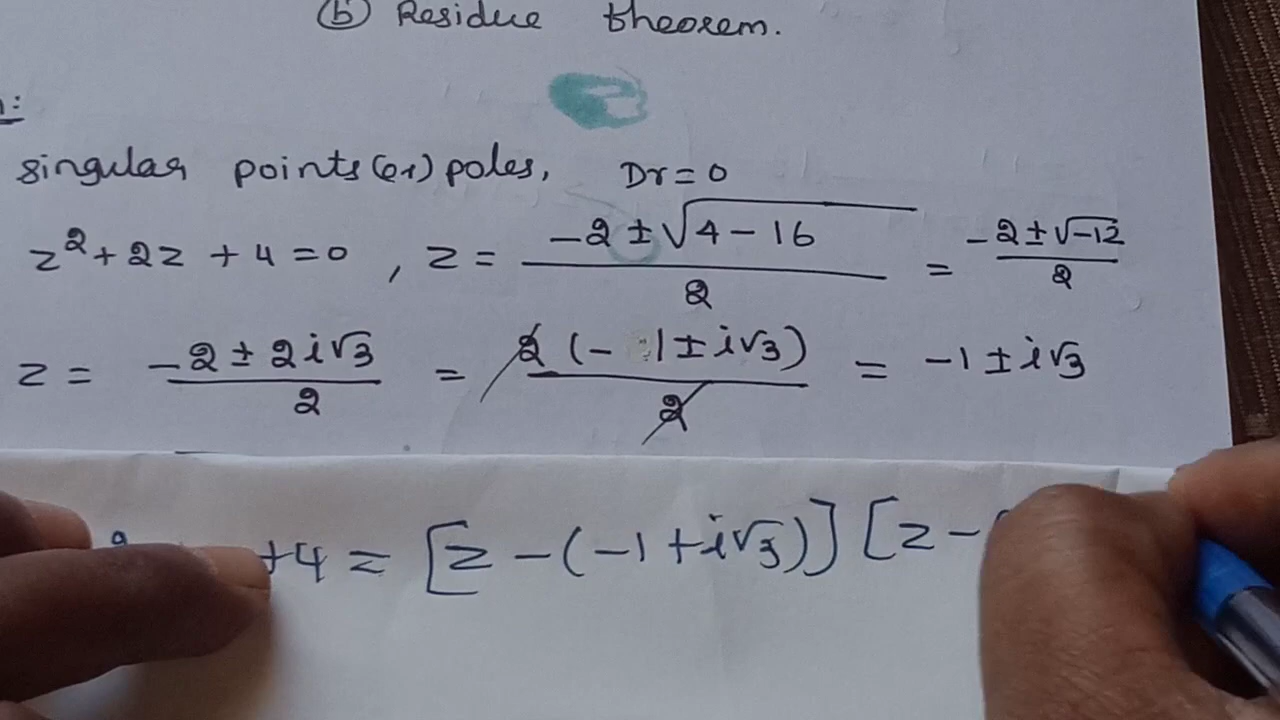 (b) Residue theorem.
n:
singular points (or) poles, Dr = 0
z²+2z+4=0, z = (-2 ± √(4-16))/2 = (-2±√-12)/2
z = (-2 ± 2i√3)/2 = 2(-1 ± i√3)/2 = -1 ± i√3
+4 = [z-(-1+i√3)] [z-